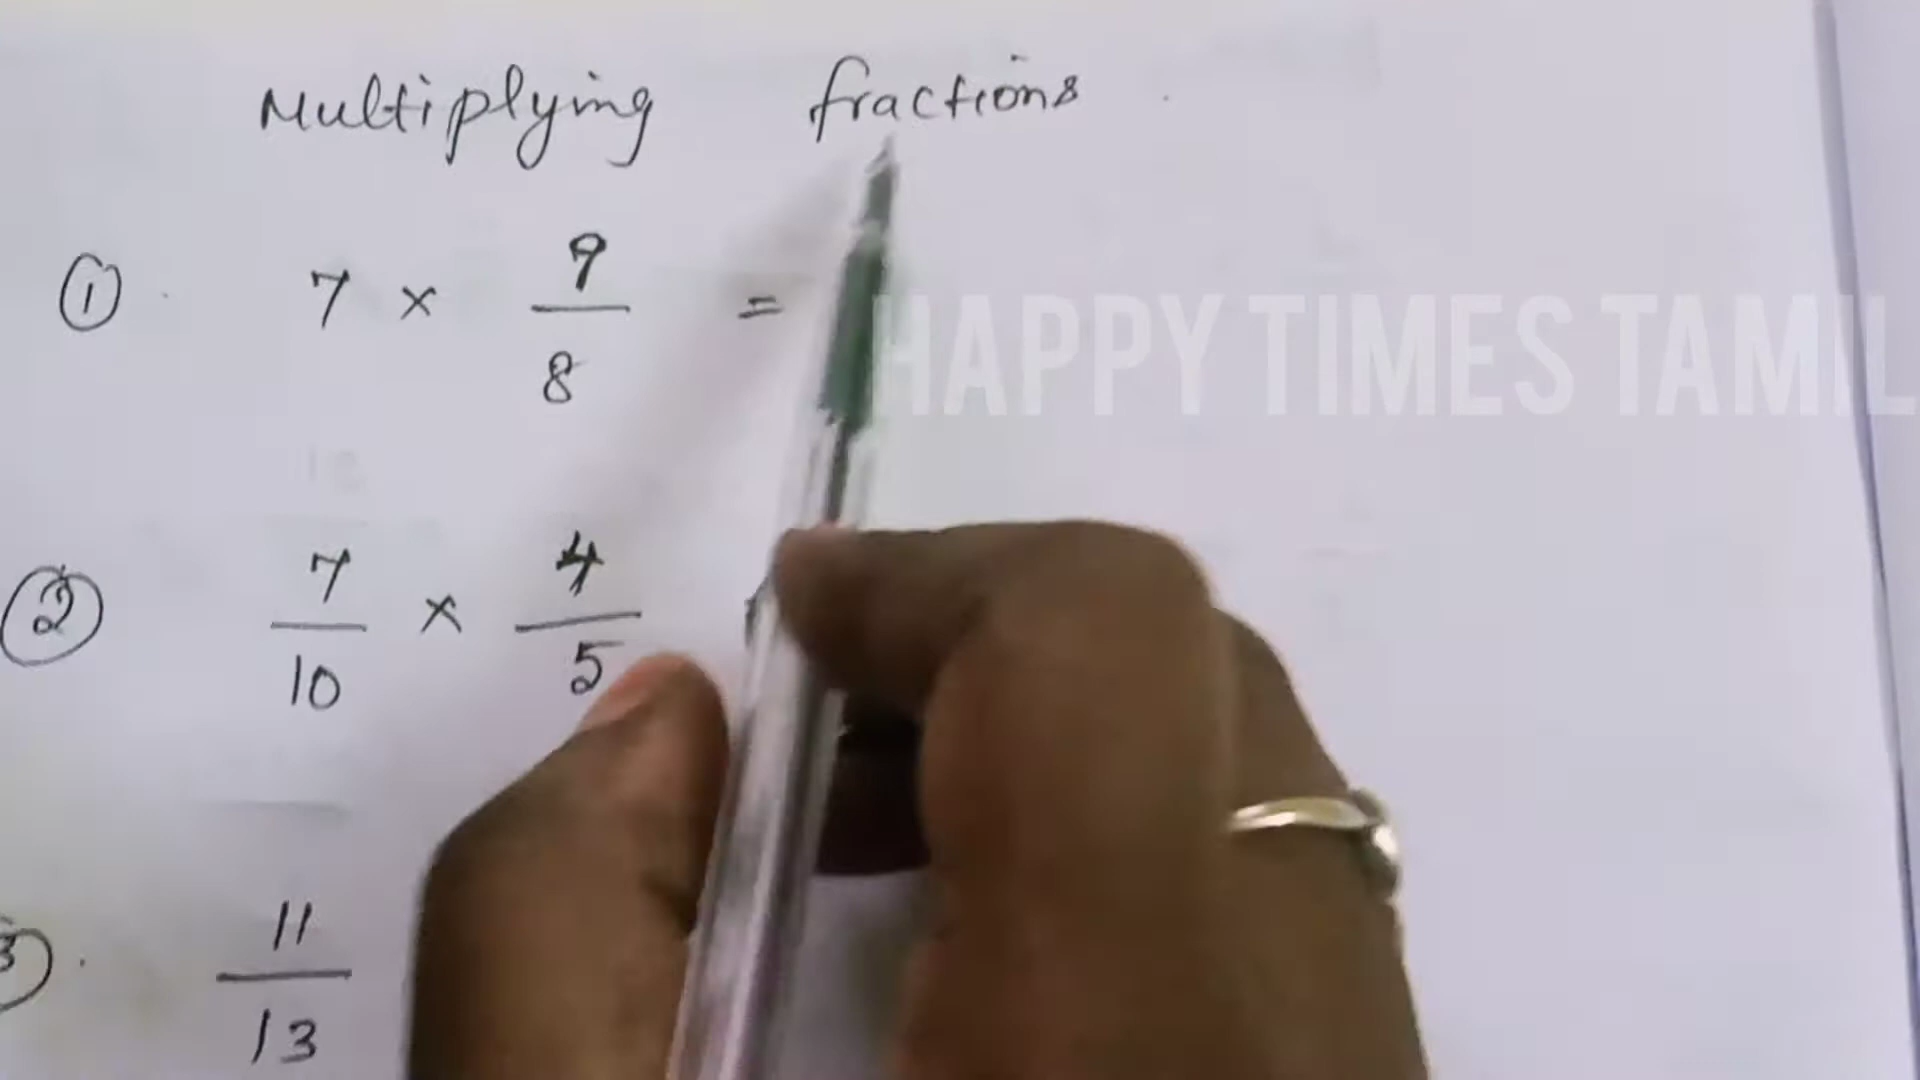 Multiplying fractions
① 7 × 9/8 =
HAPPY TIMES TAMIL
② 7/10 × 4/5
3 11/13